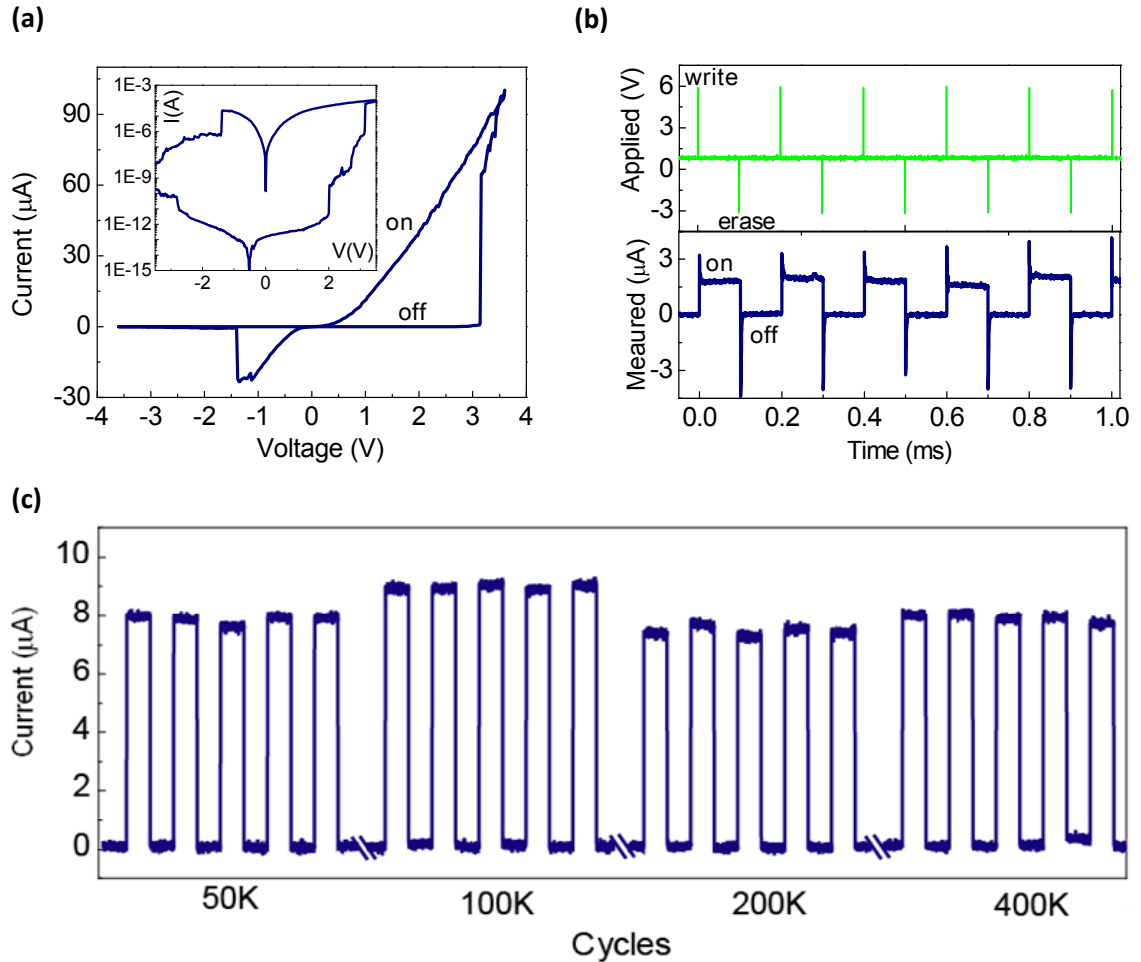 (a)
Current (µA)
90
60
30
0
-30
-4
-3
-2
-1
0
1
2
3
4
Voltage (V)
on
off
I(A)
1E-3
1E-6
1E-9
1E-12
1E-15
-2
0
2
V(V)
(b)
Applied (V)
6
3
0
-3
write
erase
Meaured (µA)
3
0
-3
on
off
0.0
0.2
0.4
0.6
0.8
1.0
Time (ms)
(c)
Current (µA)
10
8
6
4
2
0
50K
100K
200K
400K
Cycles